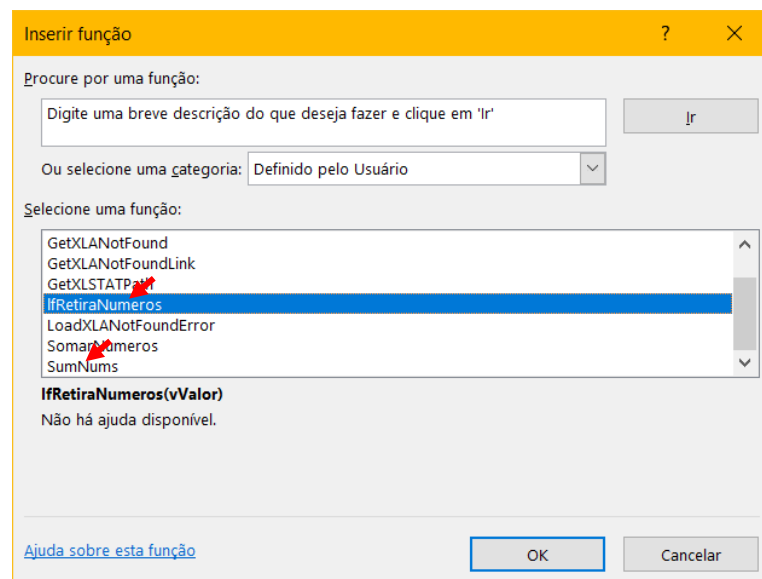 Inserir função ? ×
Procure por uma função:
Digite uma breve descrição do que deseja fazer e clique em 'Ir'
Ir
Ou selecione uma categoria: Definido pelo Usuário
Selecione uma função:
GetXLANotFound
GetXLANotFoundLink
GetXLSTATPath
IfRetiraNumeros
LoadXLANotFoundError
SomarNumeros
SumNums
IfRetiraNumeros(vValor)
Não há ajuda disponível.
Ajuda sobre esta função
OK
Cancelar